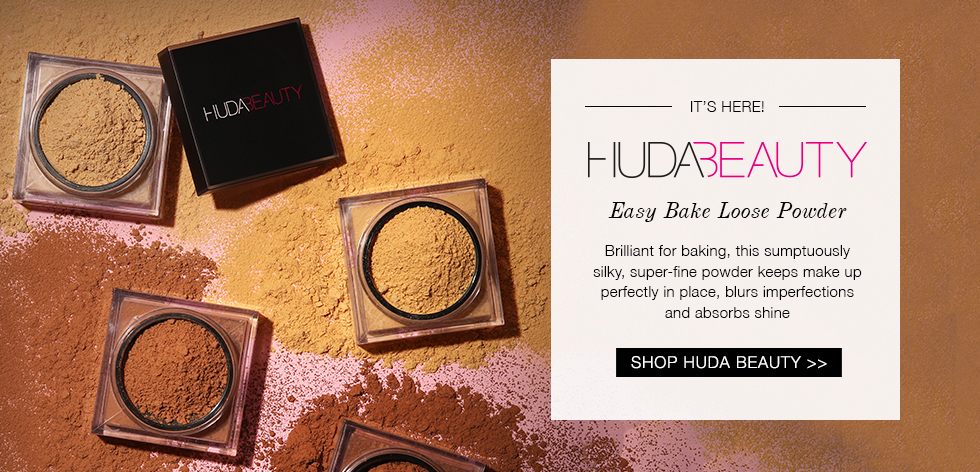 HUDABEAUTY
IT'S HERE!
HUDABEAUTY
Easy Bake Loose Powder
Brilliant for baking, this sumptuously
silky, super-fine powder keeps make up
perfectly in place, blurs imperfections
and absorbs shine
SHOP HUDA BEAUTY >>